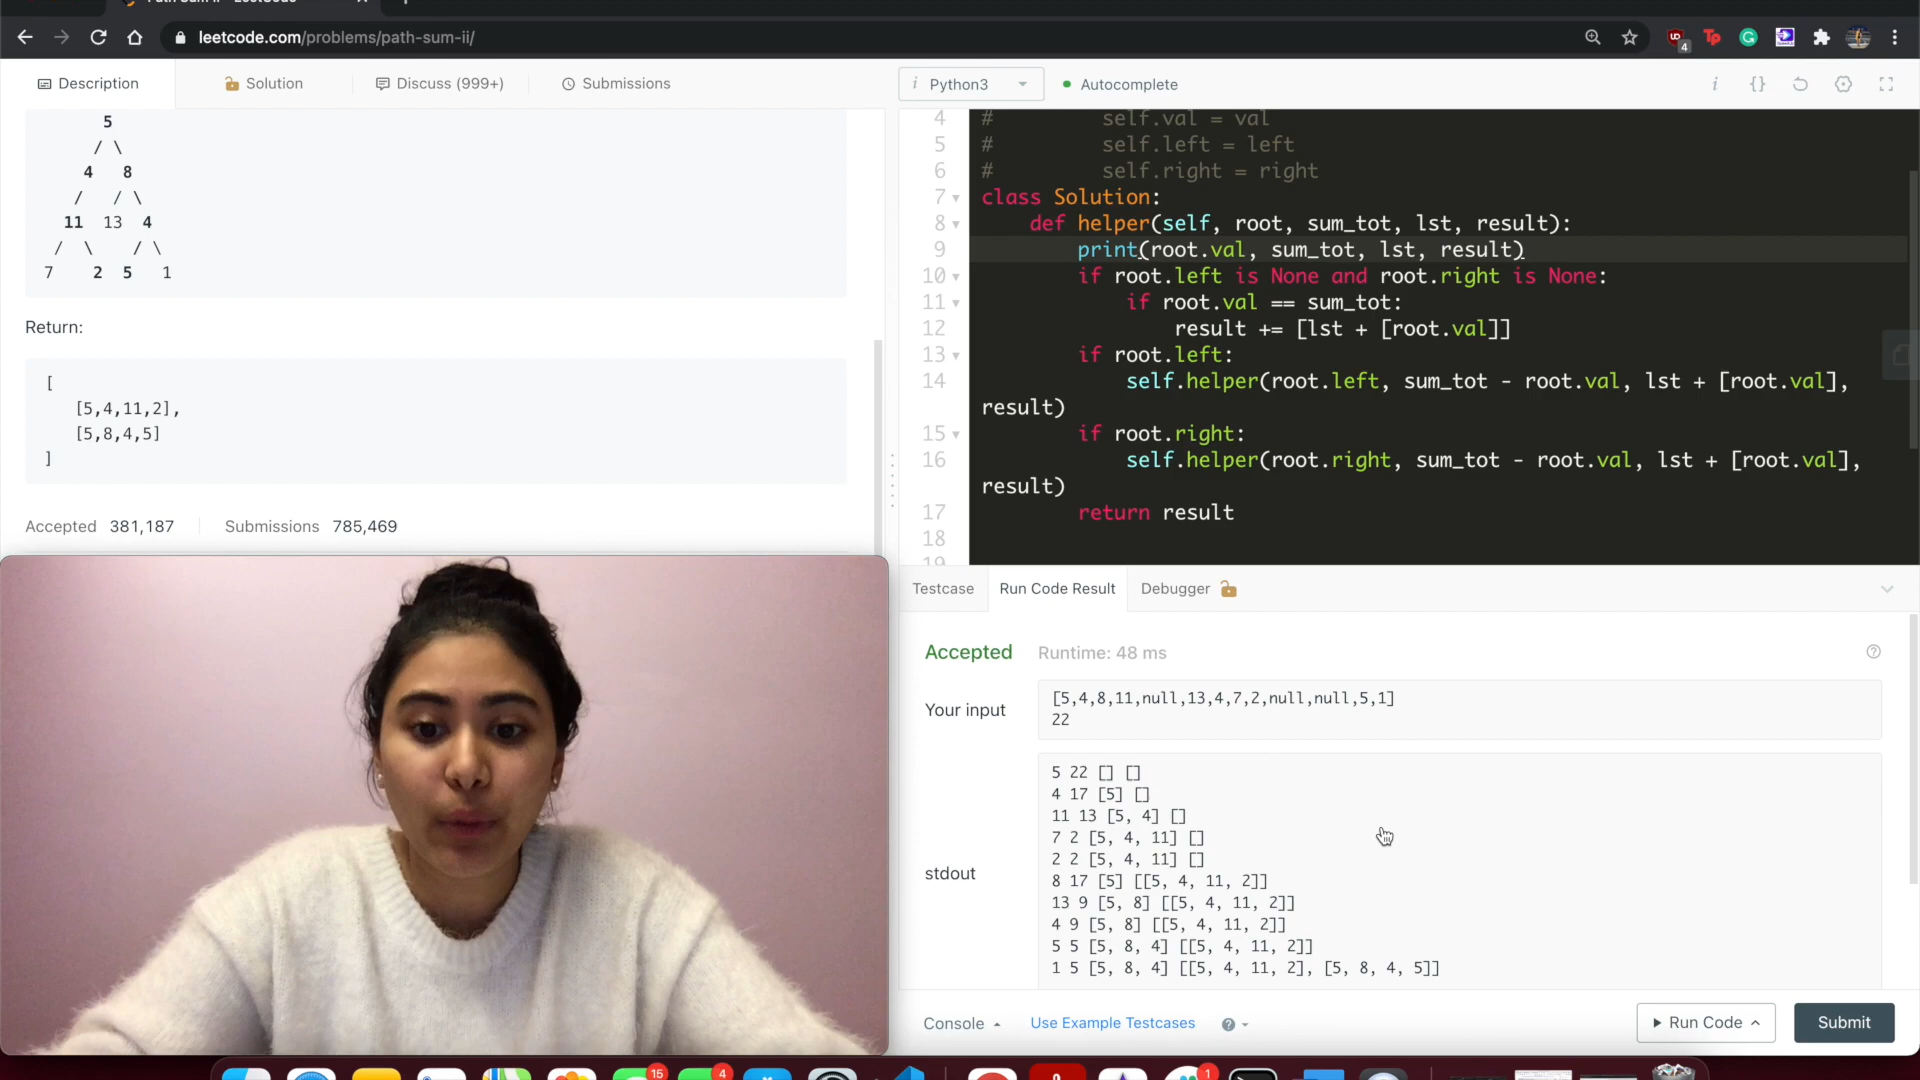 leetcode.com/problems/path-sum-ii/
4
Description
Solution
Discuss (999+)
Submissions
i Python3
Autocomplete
i {}
5
/ \
4 8
/ / \
11 13 4
/ \ / \
7 2 5 1
Return:
[
[5,4,11,2],
[5,8,4,5]
]
Accepted 381,187 Submissions 785,469
4 # self.val = val
5 # self.left = left
6 # self.right = right
7 class Solution:
8 def helper(self, root, sum_tot, lst, result):
9 print(root.val, sum_tot, lst, result)
10 if root.left is None and root.right is None:
11 if root.val == sum_tot:
12 result += [lst + [root.val]]
13 if root.left:
14 self.helper(root.left, sum_tot - root.val, lst + [root.val],
result)
15 if root.right:
16 self.helper(root.right, sum_tot - root.val, lst + [root.val],
result)
17 return result
18
19
Testcase
Run Code Result
Debugger
Accepted Runtime: 48 ms
Your input
[5,4,8,11,null,13,4,7,2,null,null,5,1]
22
stdout
5 22 [] []
4 17 [5] []
11 13 [5, 4] []
7 2 [5, 4, 11] []
2 2 [5, 4, 11] []
8 17 [5] [[5, 4, 11, 2]]
13 9 [5, 8] [[5, 4, 11, 2]]
4 9 [5, 8] [[5, 4, 11, 2]]
5 5 [5, 8, 4] [[5, 4, 11, 2]]
1 5 [5, 8, 4] [[5, 4, 11, 2], [5, 8, 4, 5]]
Console
Use Example Testcases
Run Code
Submit
15
4
1